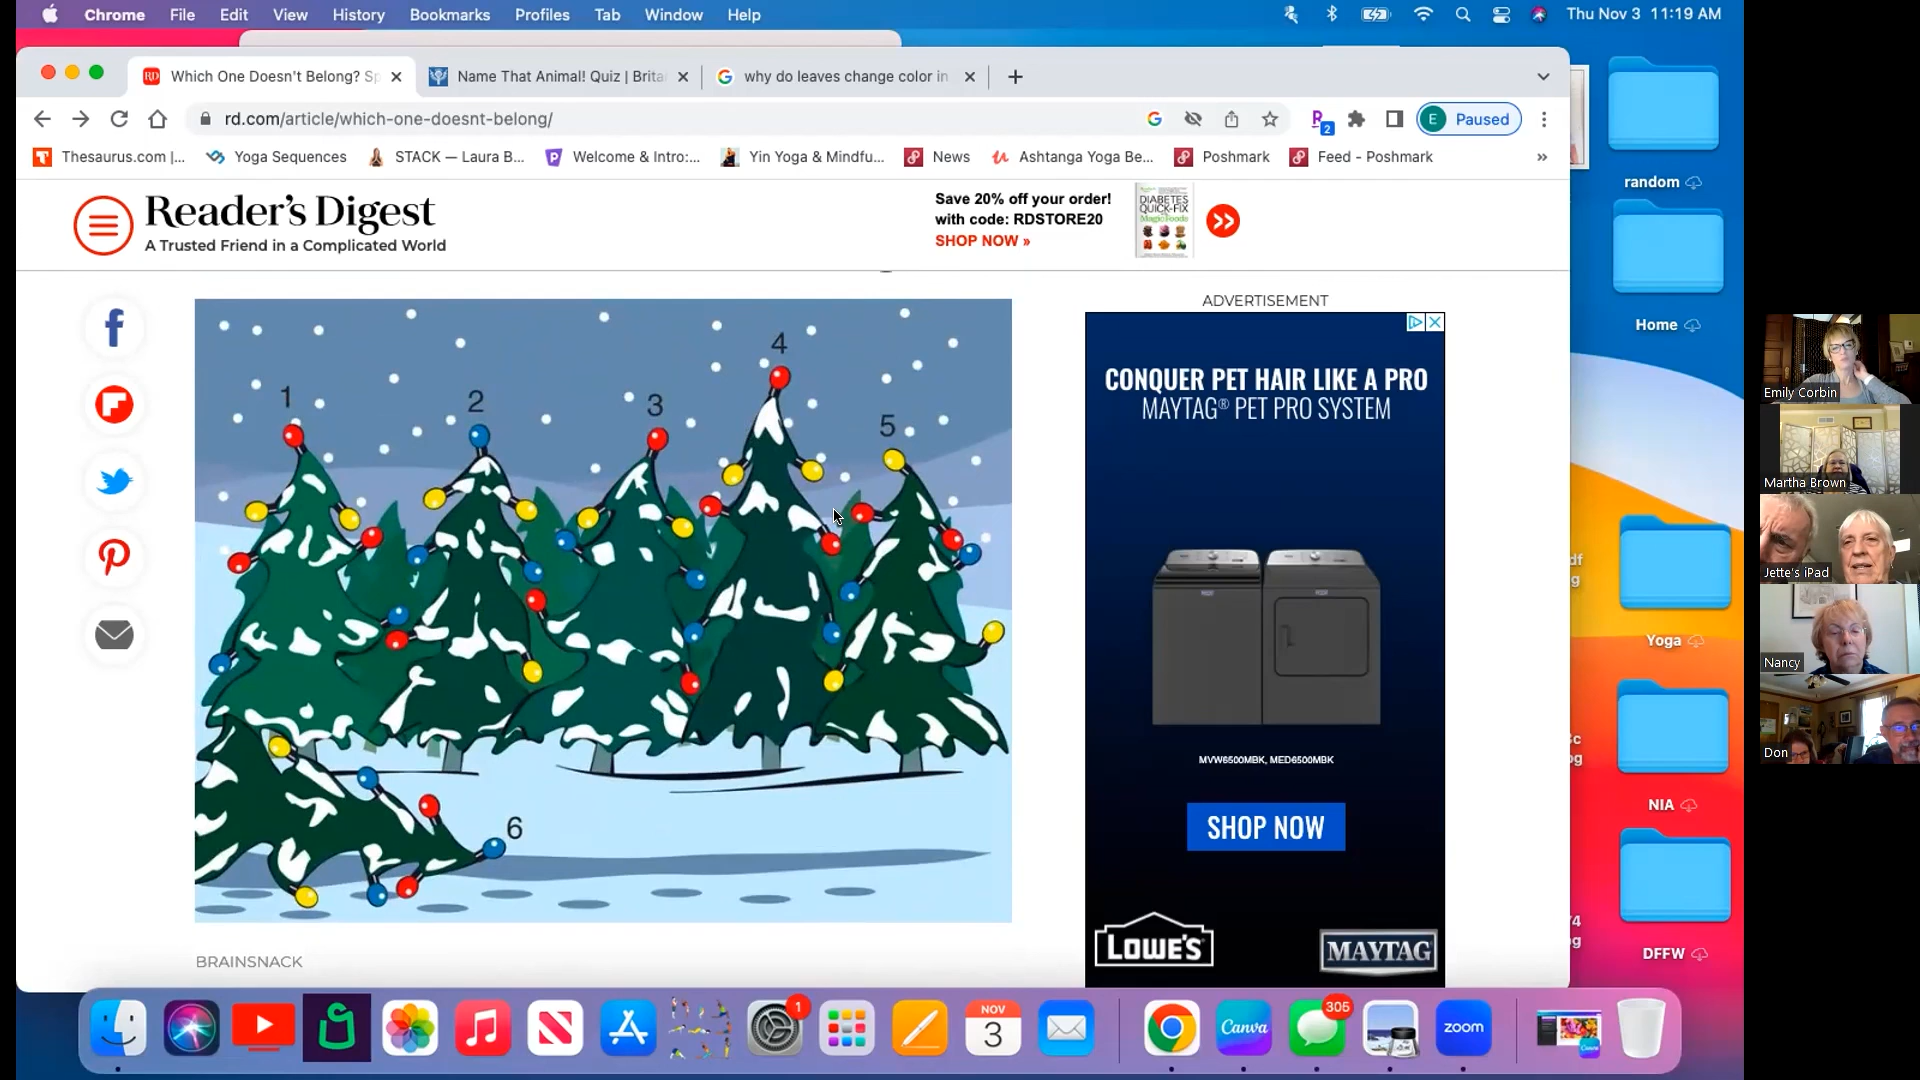 Chrome File Edit View History Bookmarks Profiles Tab Window Help
Thu Nov 3 11:19 AM
Which One Doesn't Belong? Sp
Name That Animal! Quiz | Brita
why do leaves change color in
rd.com/article/which-one-doesnt-belong/
2
E Paused
Thesaurus.com |...
Yoga Sequences
STACK — Laura B...
Welcome & Intro:...
Yin Yoga & Mindfu...
News
Ashtanga Yoga Be...
Poshmark
Feed - Poshmark
Reader's Digest
A Trusted Friend in a Complicated World
Save 20% off your order!
with code: RDSTORE20
SHOP NOW »
DIABETES
QUICK-FIX
ADVERTISEMENT
1
2
3
4
5
6
BRAINSNACK
CONQUER PET HAIR LIKE A PRO
MAYTAG® PET PRO SYSTEM
MVW6500MBK, MED6500MBK
SHOP NOW
LOWE'S
MAYTAG
random
Home
Yoga
NIA
DFFW
Emily Corbin
Martha Brown
Jette's iPad
Nancy
Don
1
NOV
3
Canva
305
zoom